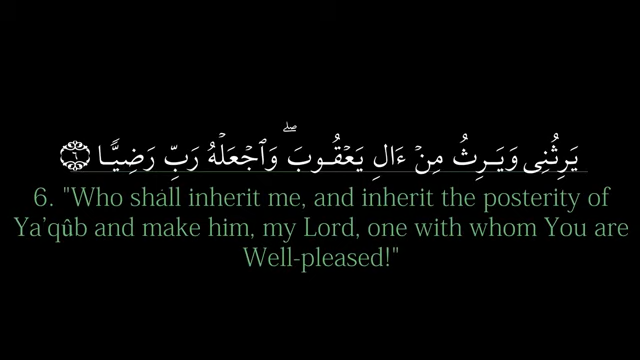 يَرِثُنِى وَيَرِثُ مِنْ ءَالِ يَعْقُوبَ ۖ وَٱجْعَلْهُ رَبِّ رَضِيًّا ٦
6. "Who shall inherit me, and inherit the posterity of
Ya’qûb and make him, my Lord, one with whom You are
Well-pleased!"